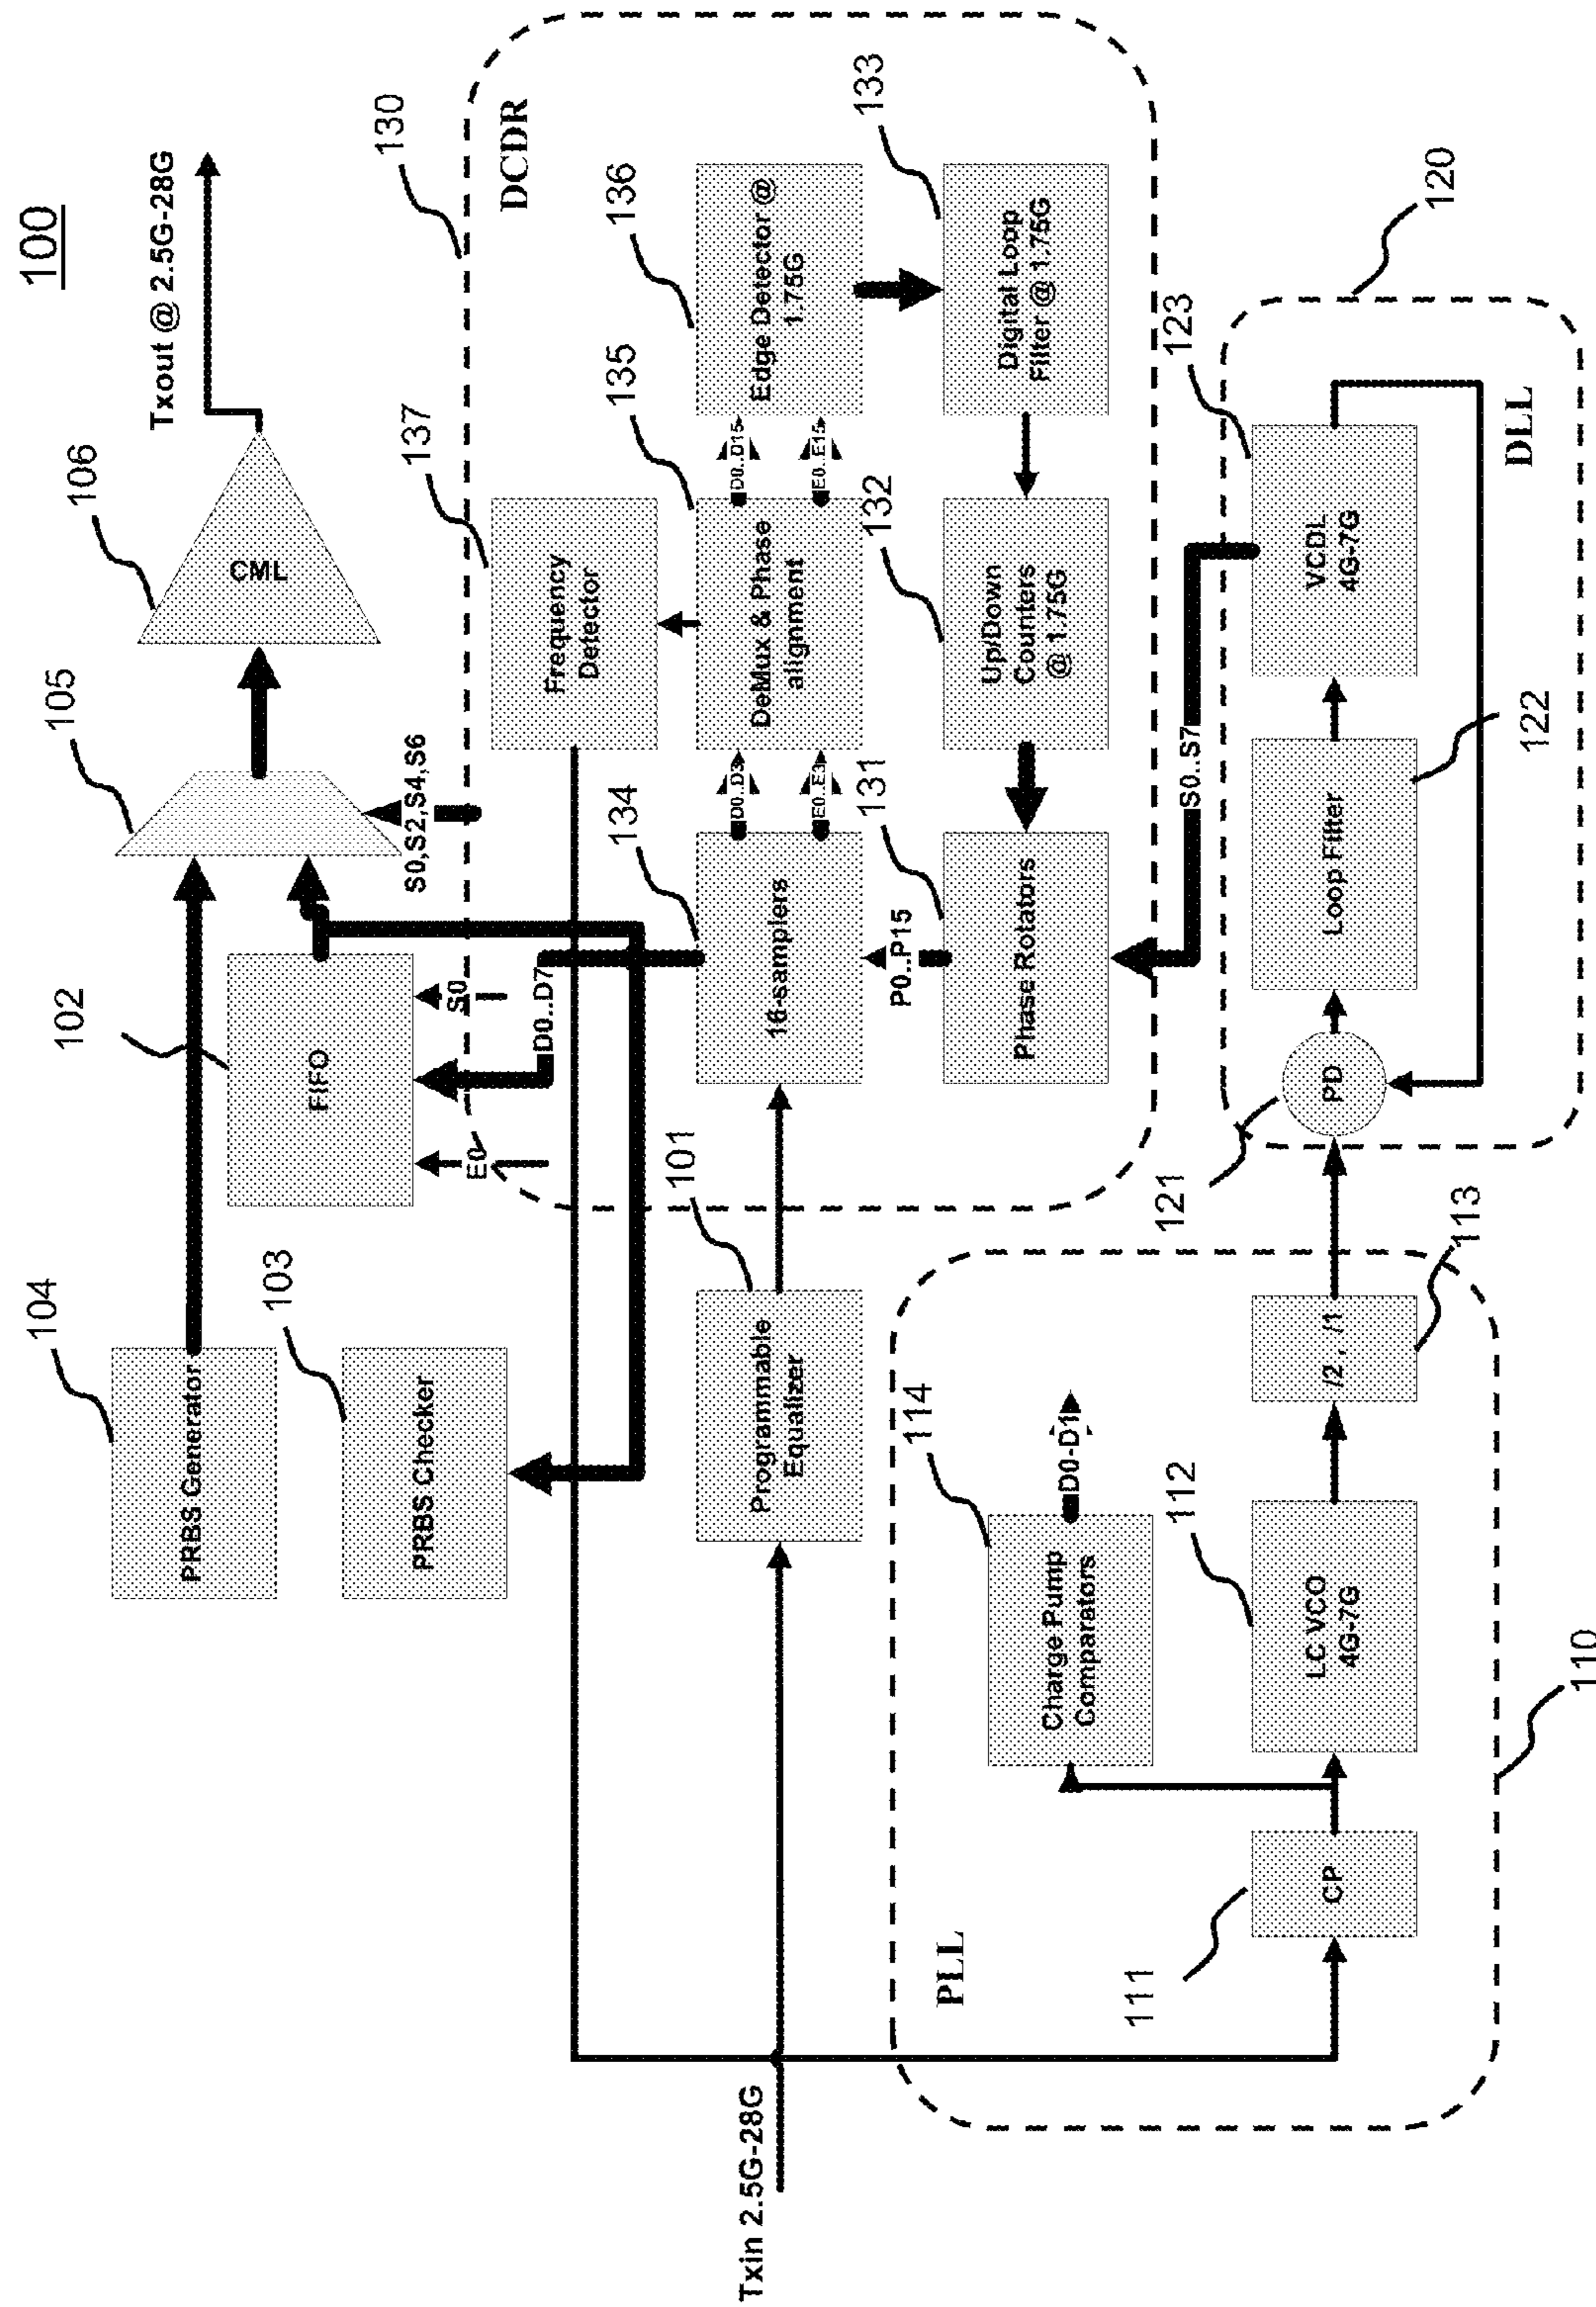 100
Txout @ 2.5G-28G
104
PRBS Generator
105
106
CML
102
FIFO
103
PRBS Checker
S0,S2,S4,S6
S0
E0
D0..D7
130
DCDR
137
Frequency
Detector
101
Programmable
Equalizer
134
16-samplers
D0..D3
E0..E3
135
DeMux & Phase
alignment
D0..D15
E0..E15
136
Edge Detector @
1.75G
P0..P15
131
Phase Rotators
132
Up/Down
Counters
@ 1.75G
133
Digital Loop
Filter @ 1.75G
Txin 2.5G-28G
PLL
114
Charge Pump
Comparators
D0-D1
111
CP
112
LC VCO
4G-7G
113
/2 , /1
110
S0..S7
121
PD
Loop Filter
122
123
VCDL
4G-7G
DLL
120